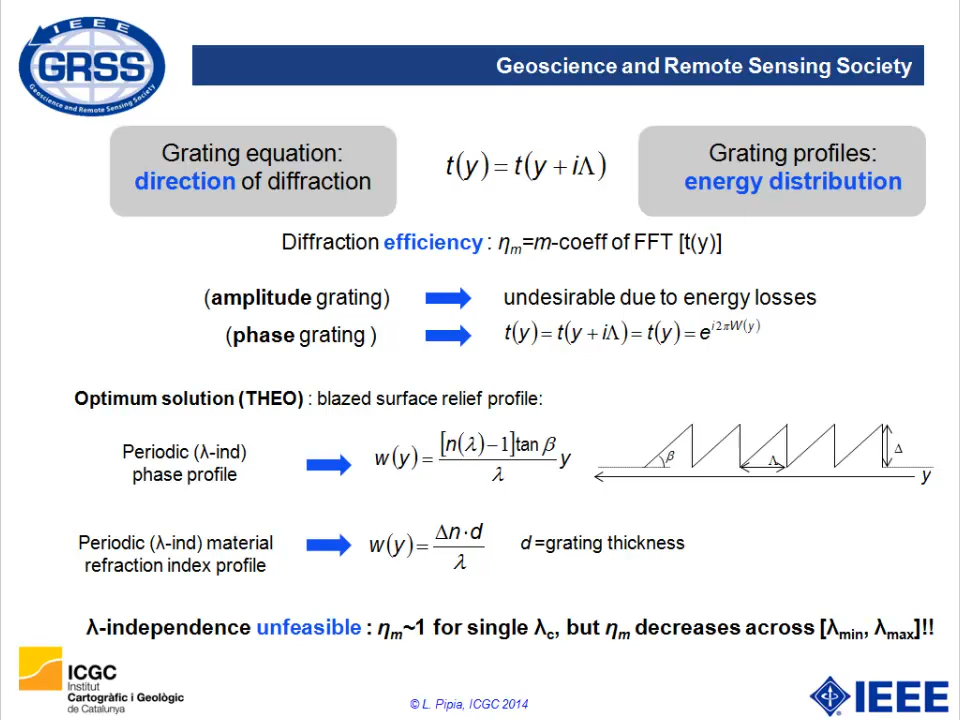 IEEE
GRSS
Geoscience and Remote Sensing Society
Geoscience and Remote Sensing Society
Grating equation:
direction of diffraction
t(y) = t(y + iΛ)
Grating profiles:
energy distribution
Diffraction efficiency : ηₘ=m-coeff of FFT [t(y)]
(amplitude grating) undesirable due to energy losses
(phase grating ) t(y) = t(y + iΛ) = t(y) = e^{i2πW(y)}
Optimum solution (THEO) : blazed surface relief profile:
Periodic (λ-ind)
phase profile
w(y) = [n(λ)−1]tan β / λ y
β Λ Δ
y
Periodic (λ-ind) material
refraction index profile
w(y) = Δn·d / λ
d =grating thickness
λ-independence unfeasible : ηₘ~1 for single λ_c, but ηₘ decreases across [λ_min, λ_max]!!
ICGC
Institut
Cartogràfic i Geològic
de Catalunya
© L. Pipia, ICGC 2014
IEEE